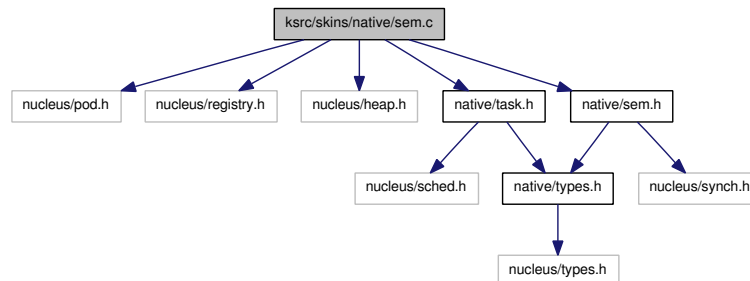 ksrc/skins/native/sem.c
nucleus/pod.h
nucleus/registry.h
nucleus/heap.h
native/task.h
native/sem.h
nucleus/sched.h
native/types.h
nucleus/synch.h
nucleus/types.h